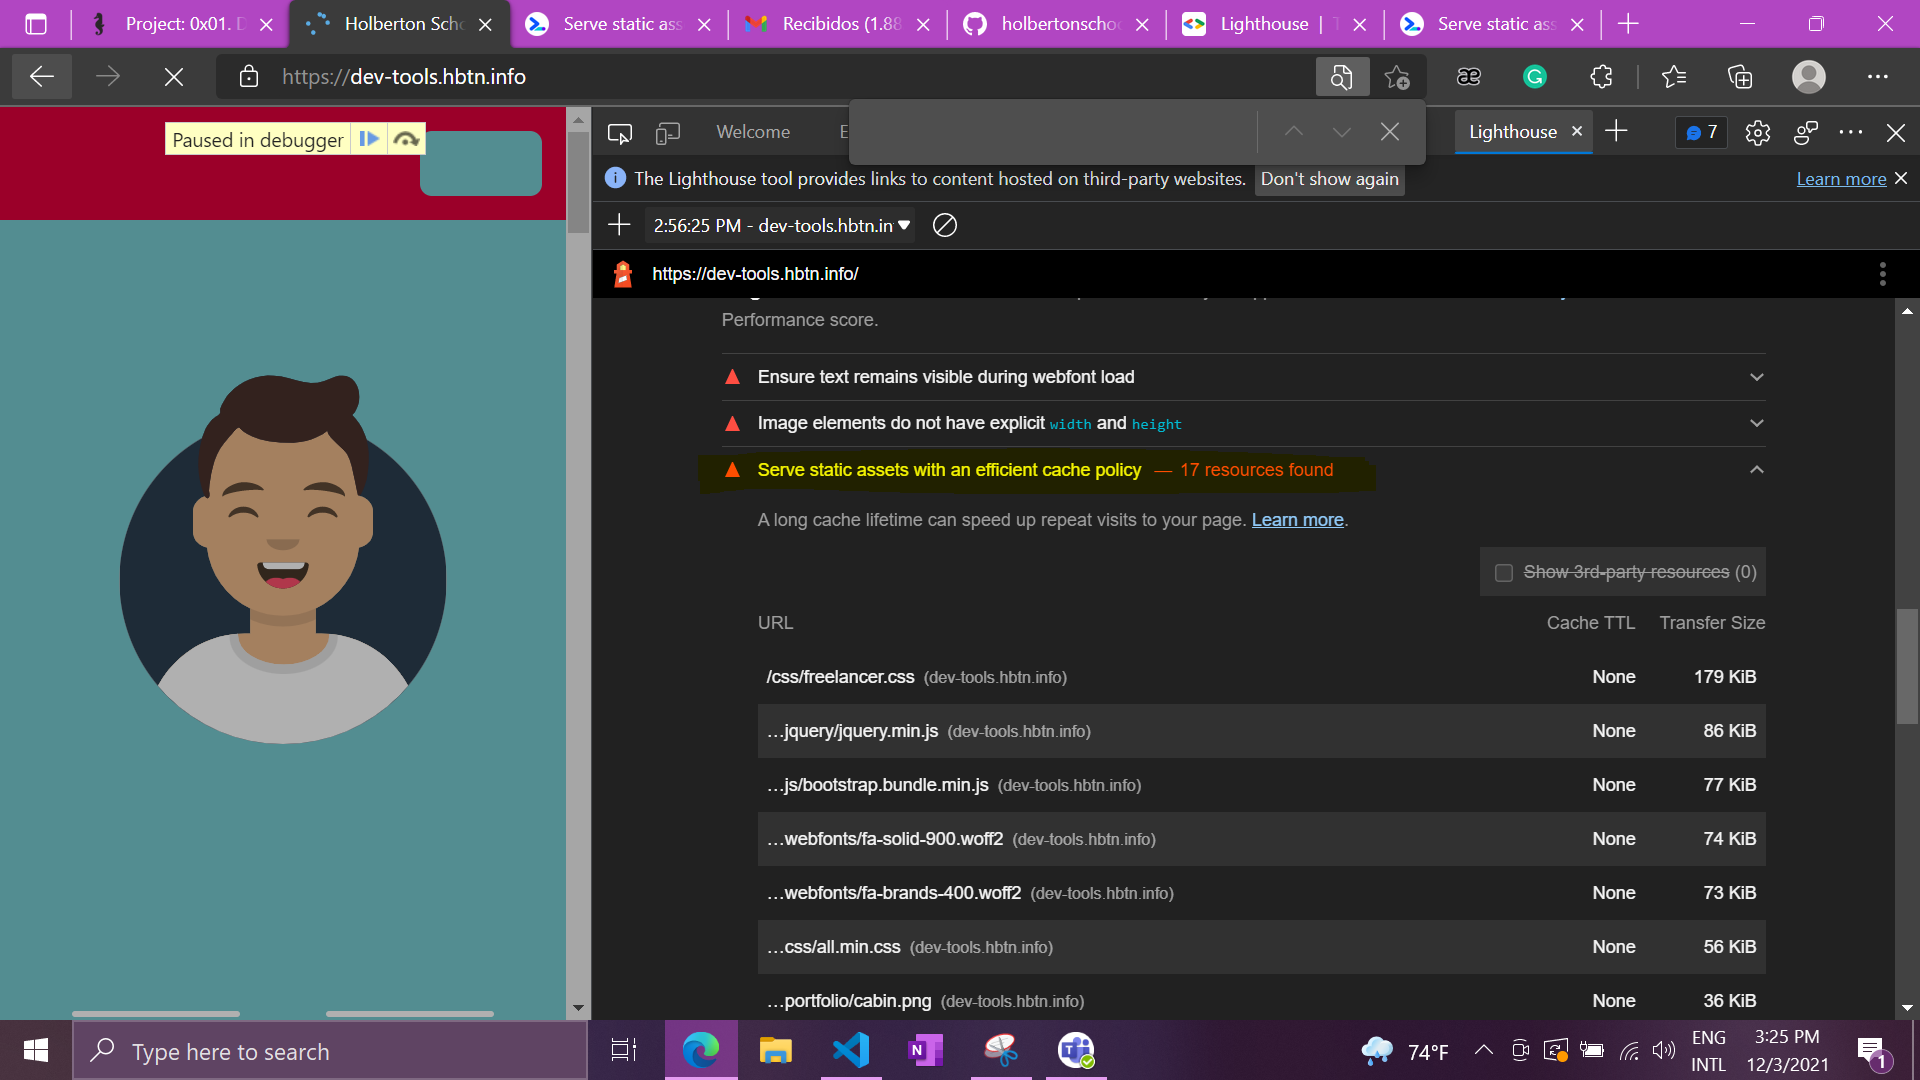 Project: 0x01. D
Holberton Scho
Serve static ass
Recibidos (1.88
holbertonschoo
Lighthouse | T
Serve static ass
https://dev-tools.hbtn.info
æ
G
Paused in debugger
Welcome
E
Lighthouse
7
The Lighthouse tool provides links to content hosted on third-party websites.
Don't show again
Learn more
2:56:25 PM - dev-tools.hbtn.in
https://dev-tools.hbtn.info/
Performance score.
Ensure text remains visible during webfont load
Image elements do not have explicit width and height
Serve static assets with an efficient cache policy — 17 resources found
A long cache lifetime can speed up repeat visits to your page. Learn more.
Show 3rd-party resources (0)
URL Cache TTL Transfer Size
/css/freelancer.css (dev-tools.hbtn.info) None 179 KiB
…jquery/jquery.min.js (dev-tools.hbtn.info) None 86 KiB
…js/bootstrap.bundle.min.js (dev-tools.hbtn.info) None 77 KiB
…webfonts/fa-solid-900.woff2 (dev-tools.hbtn.info) None 74 KiB
…webfonts/fa-brands-400.woff2 (dev-tools.hbtn.info) None 73 KiB
…css/all.min.css (dev-tools.hbtn.info) None 56 KiB
…portfolio/cabin.png (dev-tools.hbtn.info) None 36 KiB
Type here to search
N
T
74°F
ENG
INTL
3:25 PM
12/3/2021
1